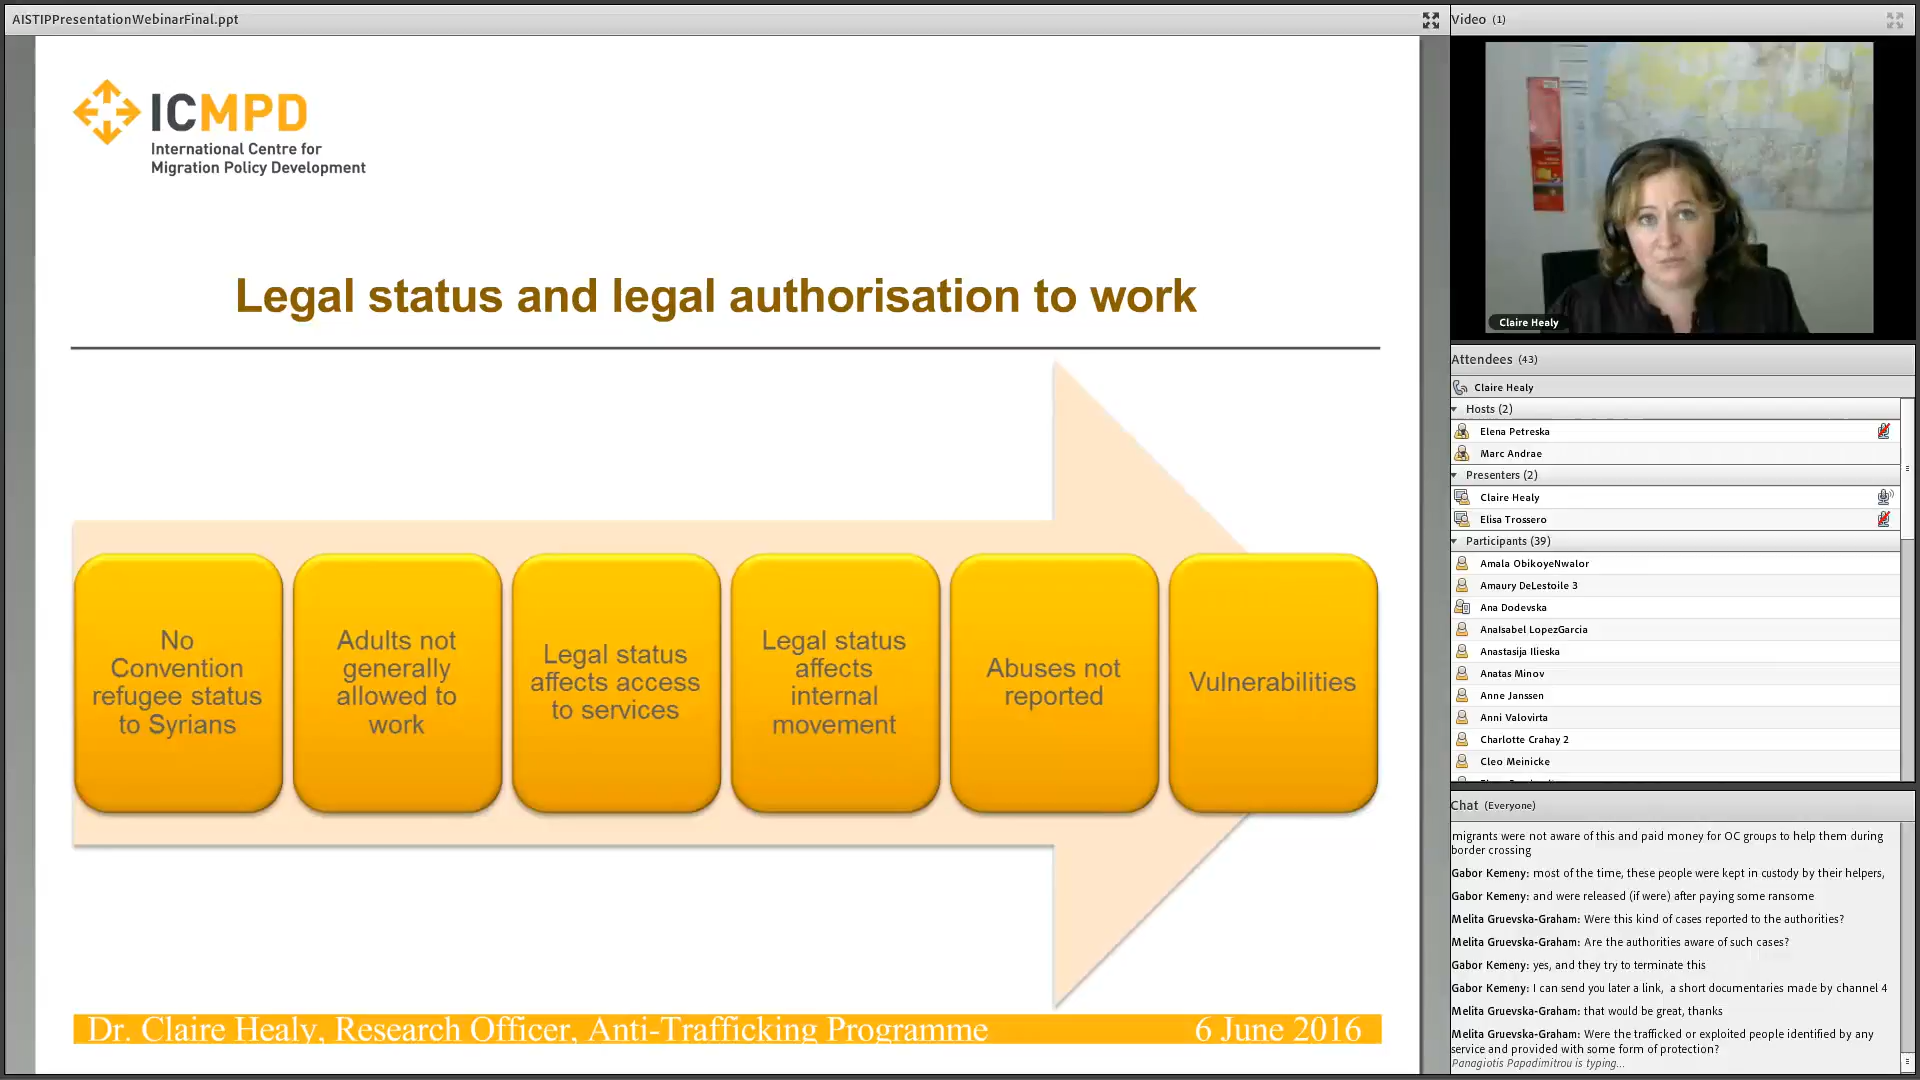 AISTIPPresentationWebinarFinal.ppt
ICMPD
International Centre for
Migration Policy Development
Legal status and legal authorisation to work
No
Convention
refugee status
to Syrians
Adults not
generally
allowed to
work
Legal status
affects access
to services
Legal status
affects
internal
movement
Abuses not
reported
Vulnerabilities
Dr. Claire Healy, Research Officer, Anti-Trafficking Programme
6 June 2016
Video (1)
Claire Healy
Attendees (43)
Claire Healy
Hosts (2)
Elena Petreska
Marc Andrae
Presenters (2)
Claire Healy
Elisa Trossero
Participants (39)
Amala ObikoyeNwalor
Amaury DeLestoile 3
Ana Dodevska
AnaIsabel LopezGarcia
Anastasija Ilieska
Anatas Minov
Anne Janssen
Anni Valovirta
Charlotte Crahay 2
Cleo Meinicke
Chat (Everyone)
migrants were not aware of this and paid money for OC groups to help them during
border crossing
Gabor Kemeny: most of the time, these people were kept in custody by their helpers,
Gabor Kemeny: and were released (if were) after paying some ransome
Melita Gruevska-Graham: Were this kind of cases reported to the authorities?
Melita Gruevska-Graham: Are the authorities aware of such cases?
Gabor Kemeny: yes, and they try to terminate this
Gabor Kemeny: I can send you later a link, a short documentaries made by channel 4
Melita Gruevska-Graham: that would be great, thanks
Melita Gruevska-Graham: Were the trafficked or exploited people identified by any
service and provided with some form of protection?
Panagiotis Papadimitrou is typing...